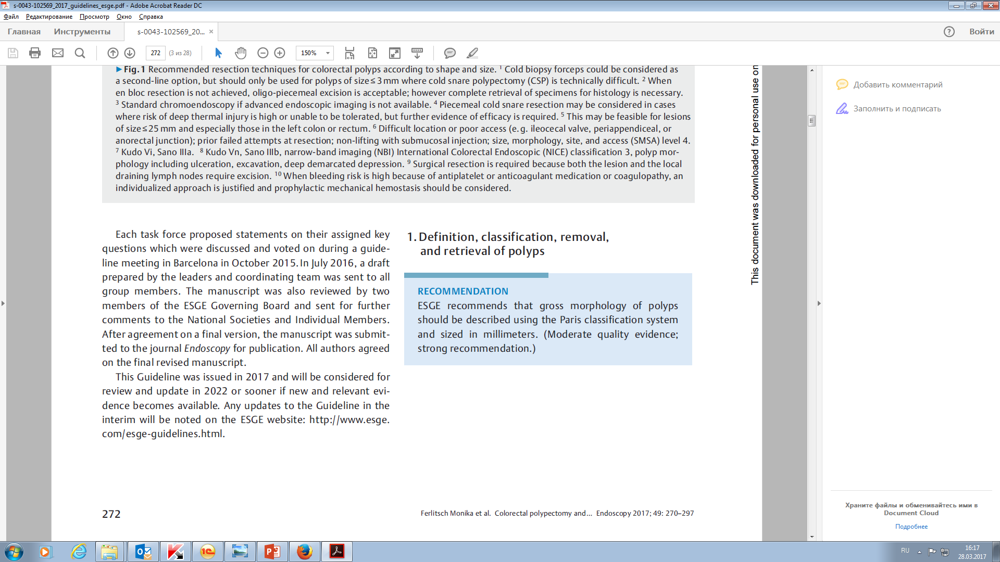 s-0043-102569_2017_guidelines_esge.pdf - Adobe Acrobat Reader DC
Файл Редактирование Просмотр Окно Справка
Главная Инструменты s-0043-102569_20... × ? Войти
272 (3 из 28) 150%
▶ Fig. 1 Recommended resection techniques for colorectal polyps according to shape and size. ¹ Cold biopsy forceps could be considered as
a second-line option, but should only be used for polyps of size ≤ 3 mm where cold snare polypectomy (CSP) is technically difficult. ² When
en bloc resection is not achieved, oligo-piecemeal excision is acceptable; however complete retrieval of specimens for histology is necessary.
³ Standard chromoendoscopy if advanced endoscopic imaging is not available. ⁴ Piecemeal cold snare resection may be considered in cases
where risk of deep thermal injury is high or unable to be tolerated, but further evidence of efficacy is required. ⁵ This may be feasible for lesions
of size ≤ 25 mm and especially those in the left colon or rectum. ⁶ Difficult location or poor access (e. g. ileocecal valve, periappendiceal, or
anorectal junction); prior failed attempts at resection; non-lifting with submucosal injection; size, morphology, site, and access (SMSA) level 4.
⁷ Kudo Vi, Sano IIIa. ⁸ Kudo Vn, Sano IIIb, narrow-band imaging (NBI) International Colorectal Endoscopic (NICE) classification 3, polyp mor-
phology including ulceration, excavation, deep demarcated depression. ⁹ Surgical resection is required because both the lesion and the local
draining lymph nodes require excision. ¹⁰ When bleeding risk is high because of antiplatelet or anticoagulant medication or coagulopathy, an
individualized approach is justified and prophylactic mechanical hemostasis should be considered.
Each task force proposed statements on their assigned key
questions which were discussed and voted on during a guide-
line meeting in Barcelona in October 2015. In July 2016, a draft
prepared by the leaders and coordinating team was sent to all
group members. The manuscript was also reviewed by two
members of the ESGE Governing Board and sent for further
comments to the National Societies and Individual Members.
After agreement on a final version, the manuscript was submit-
ted to the journal Endoscopy for publication. All authors agreed
on the final revised manuscript.
This Guideline was issued in 2017 and will be considered for
review and update in 2022 or sooner if new and relevant evi-
dence becomes available. Any updates to the Guideline in the
interim will be noted on the ESGE website: http://www.esge.
com/esge-guidelines.html.
1. Definition, classification, removal,
and retrieval of polyps
RECOMMENDATION
ESGE recommends that gross morphology of polyps
should be described using the Paris classification system
and sized in millimeters. (Moderate quality evidence;
strong recommendation.)
272
Ferlitsch Monika et al. Colorectal polypectomy and… Endoscopy 2017; 49: 270–297
This document was downloaded for personal use on
Добавить комментарий
Заполнить и подписать
Храните файлы и обменивайтесь ими в
Document Cloud
Подробнее
RU
16:17
28.03.2017